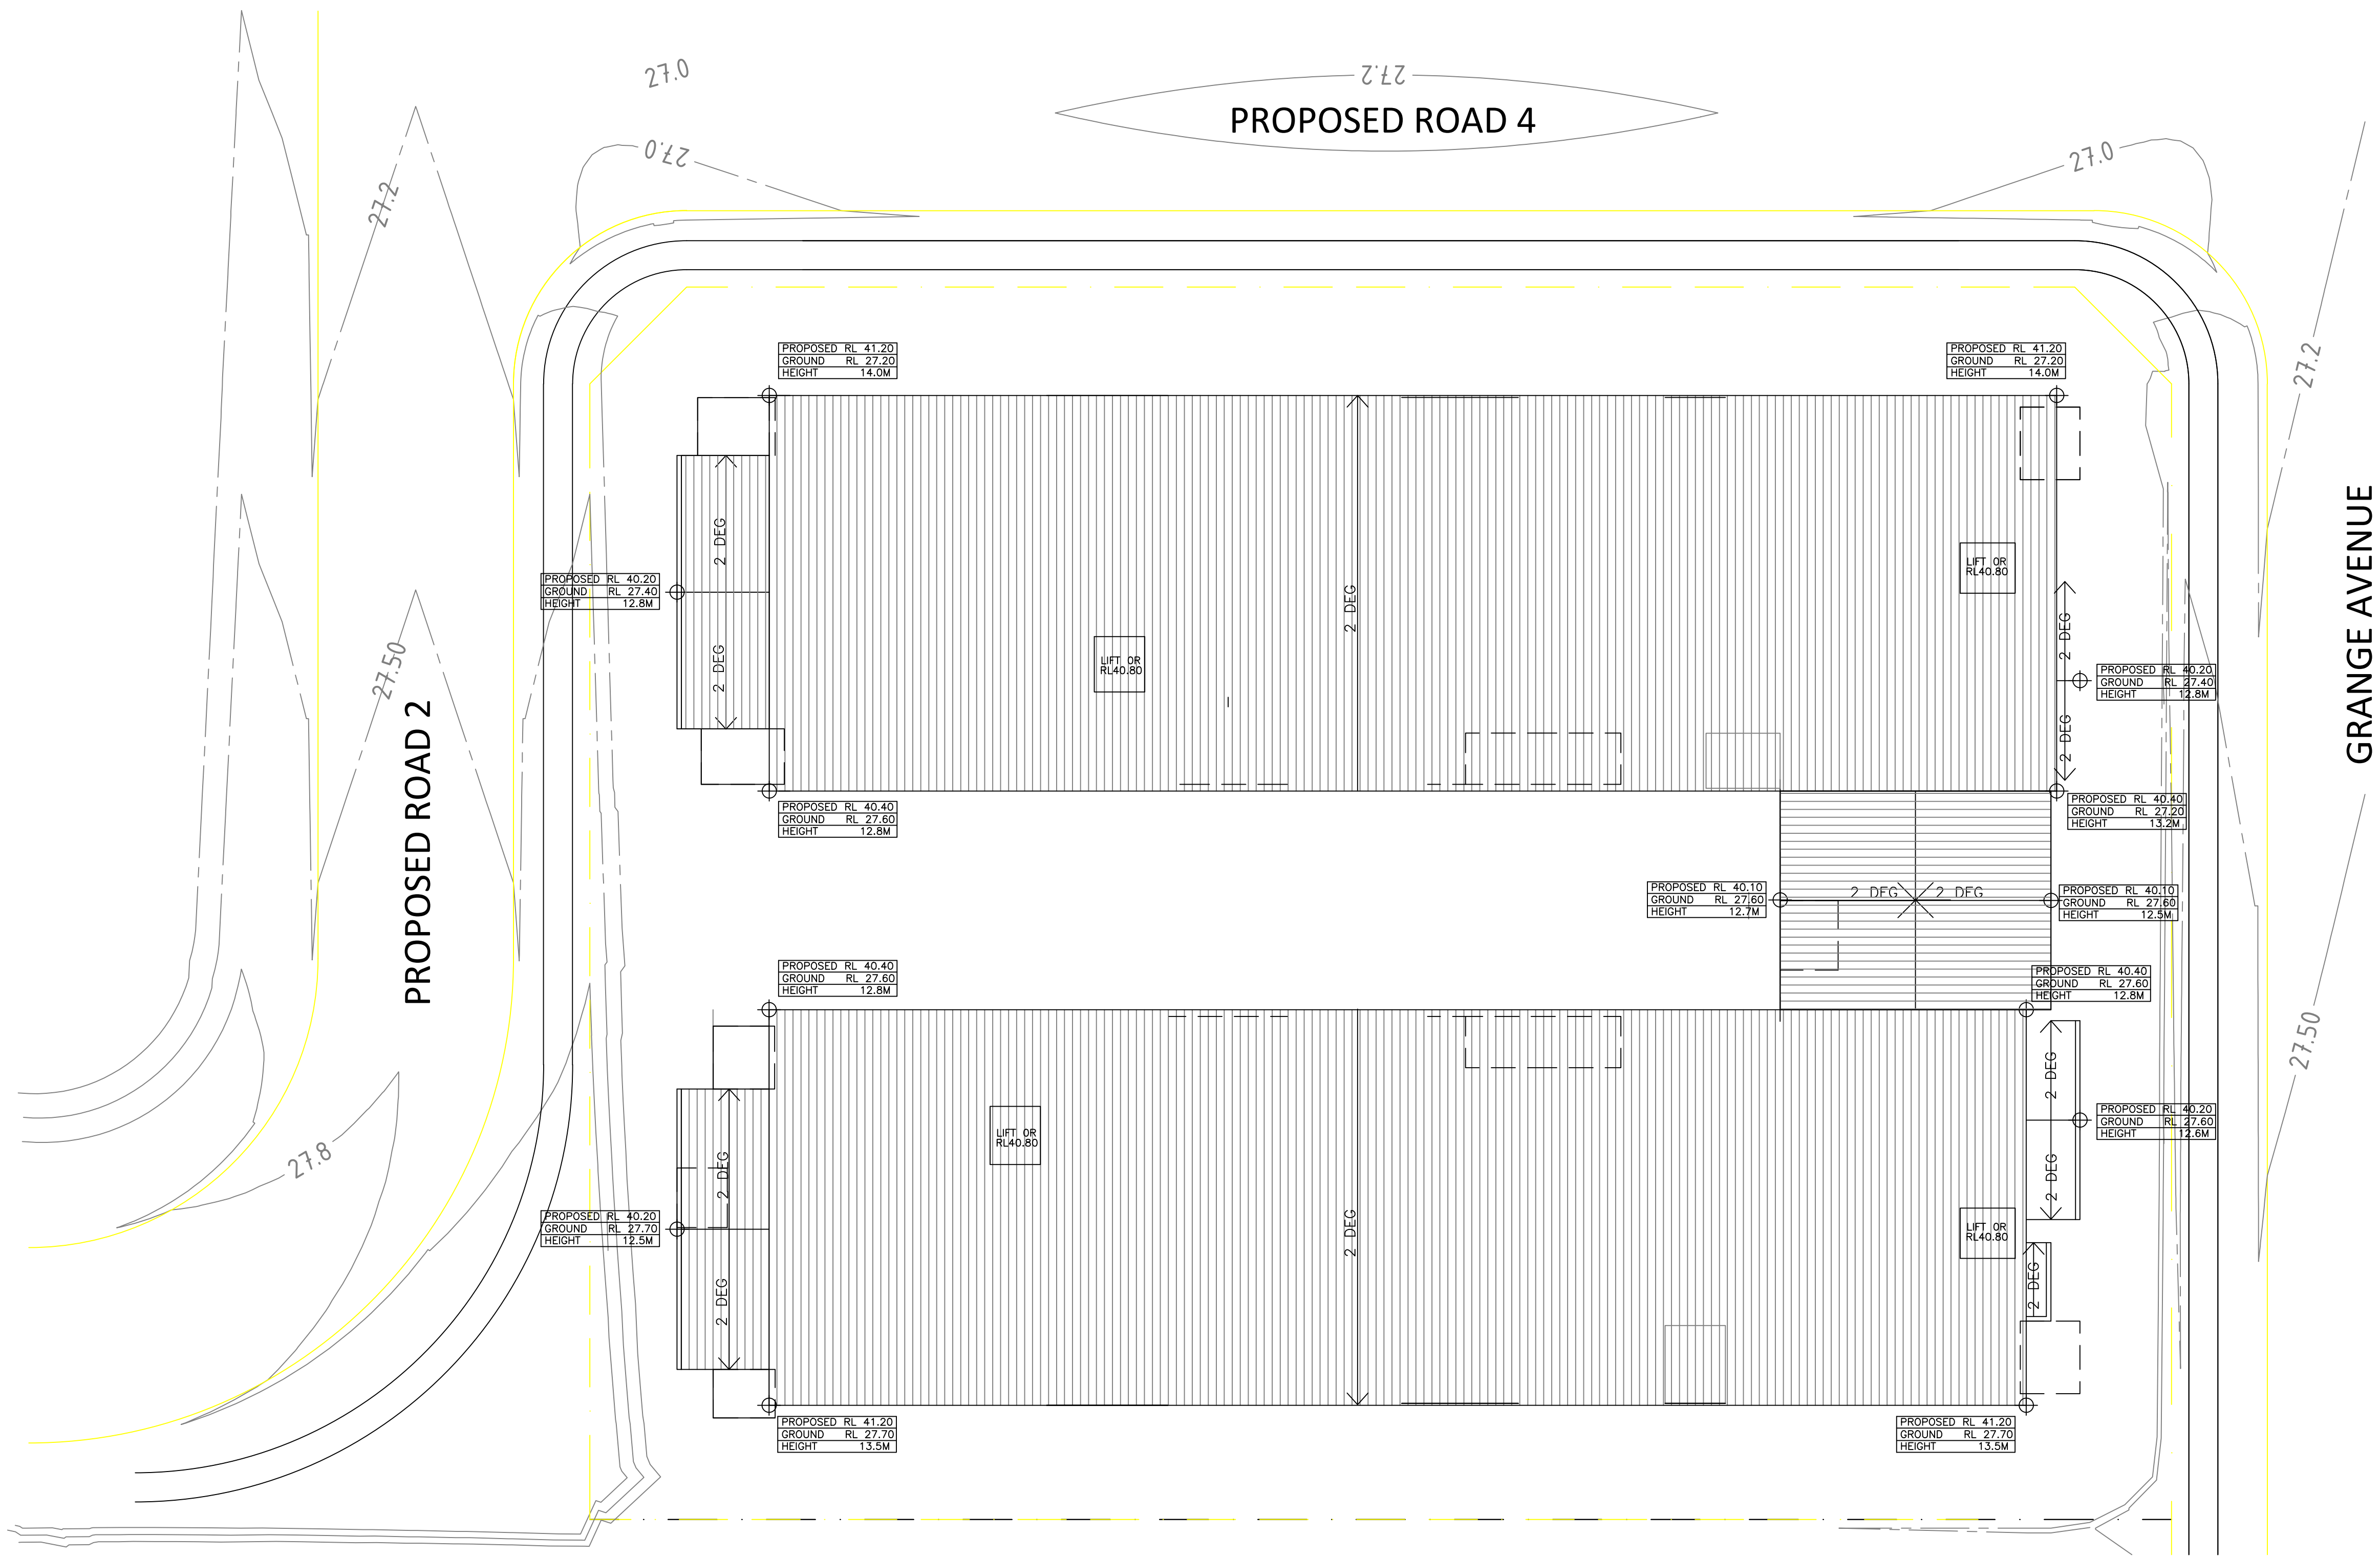 27.0
27.2
PROPOSED ROAD 4
27.0
27.0
27.2
27.2
PROPOSED RL 41.20
GROUND RL 27.20
HEIGHT 14.0M
PROPOSED RL 41.20
GROUND RL 27.20
HEIGHT 14.0M
2 DEG
2 DEG
PROPOSED RL 40.20
GROUND RL 27.40
HEIGHT 12.8M
2 DEG
LIFT OR
RL40.80
LIFT OR
RL40.80
2 DEG
2 DEG
PROPOSED RL 40.20
GROUND RL 27.40
HEIGHT 12.8M
GRANGE AVENUE
27.50
PROPOSED ROAD 2
PROPOSED RL 40.40
GROUND RL 27.60
HEIGHT 12.8M
PROPOSED RL 40.40
GROUND RL 27.20
HEIGHT 13.2M
PROPOSED RL 40.10
GROUND RL 27.60
HEIGHT 12.7M
2 DEG
2 DEG
PROPOSED RL 40.10
GROUND RL 27.60
HEIGHT 12.5M
PROPOSED RL 40.40
GROUND RL 27.60
HEIGHT 12.8M
PROPOSED RL 40.40
GROUND RL 27.60
HEIGHT 12.8M
27.50
2 DEG
2 DEG
PROPOSED RL 40.20
GROUND RL 27.60
HEIGHT 12.6M
LIFT OR
RL40.80
27.8
2 DEG
2 DEG
PROPOSED RL 40.20
GROUND RL 27.70
HEIGHT 12.5M
2 DEG
LIFT OR
RL40.80
2 DEG
PROPOSED RL 41.20
GROUND RL 27.70
HEIGHT 13.5M
PROPOSED RL 41.20
GROUND RL 27.70
HEIGHT 13.5M